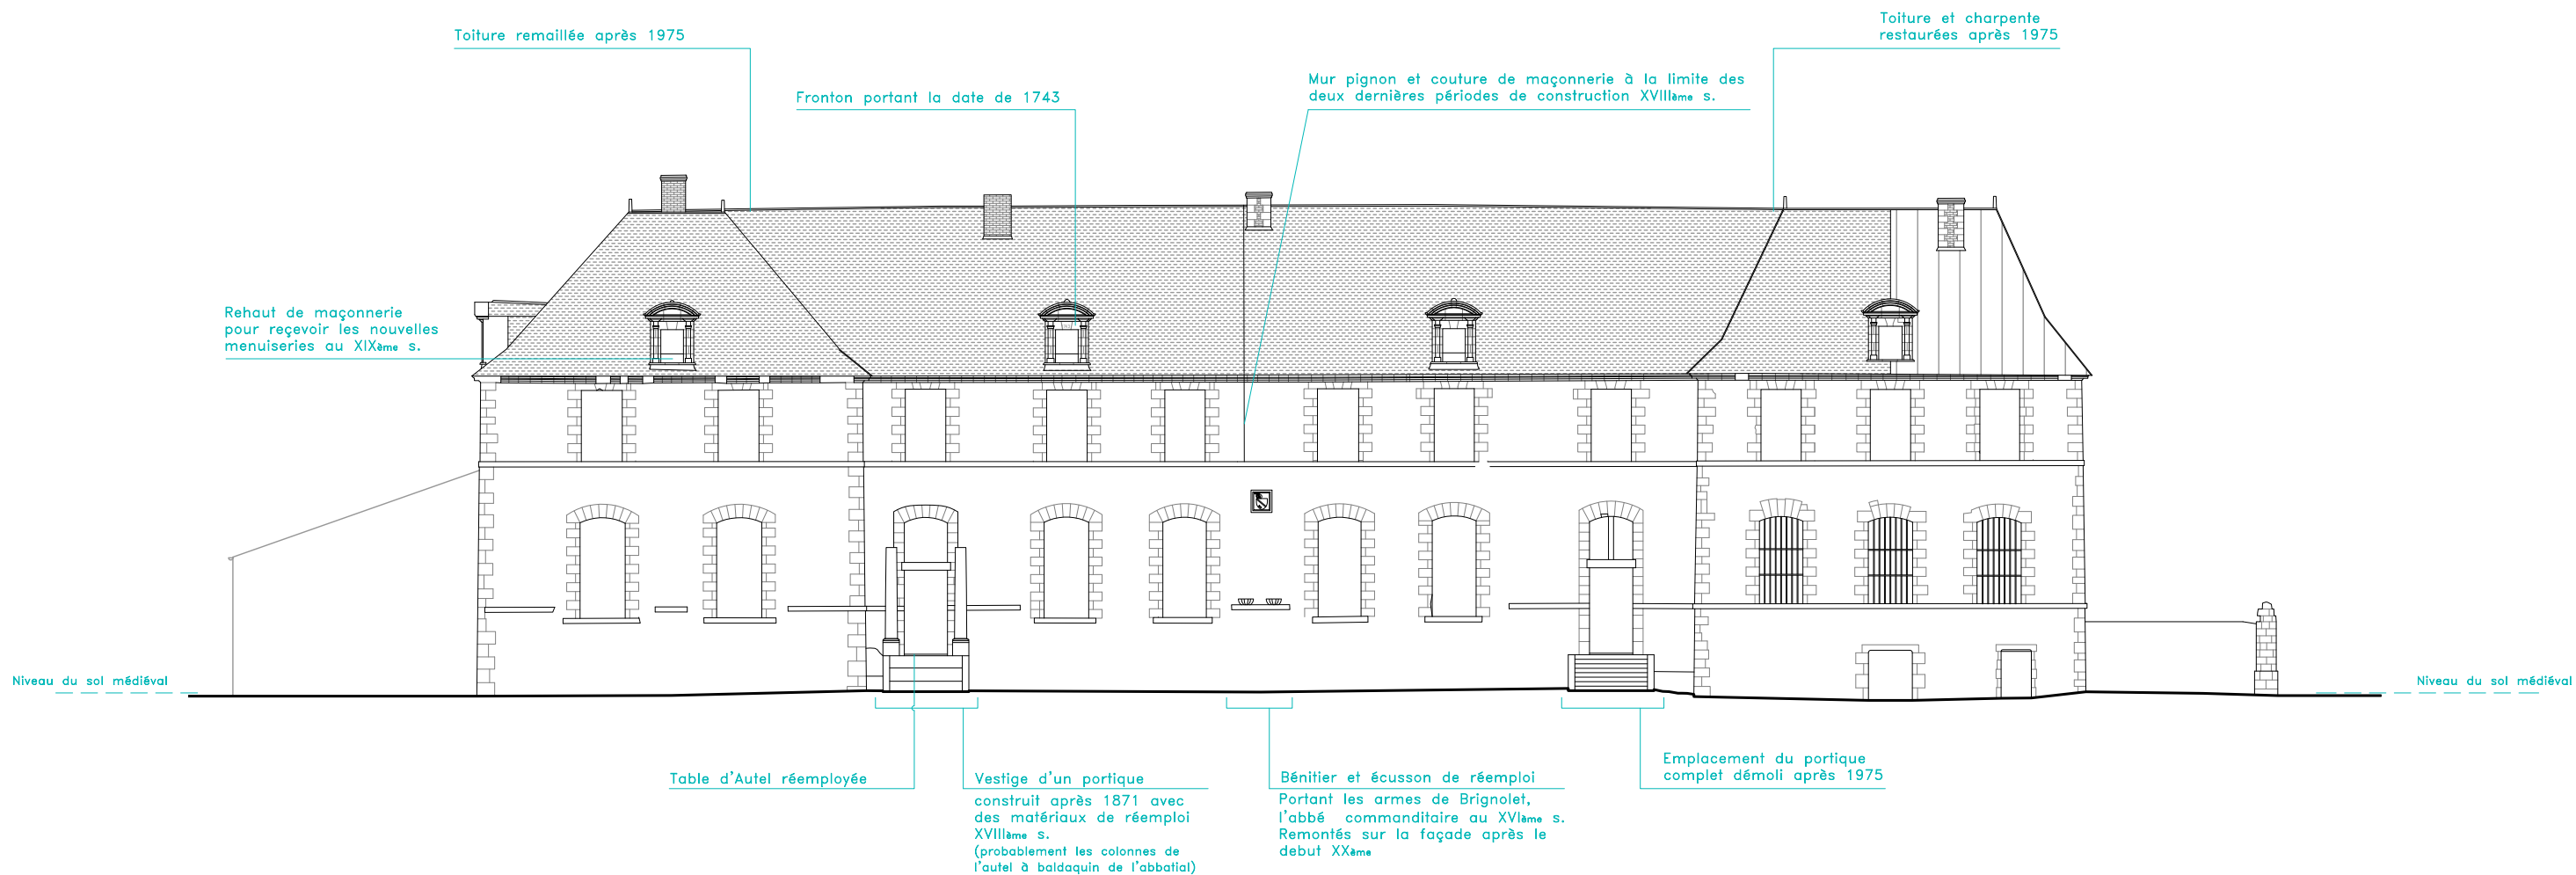 Toiture et charpente
restaurées après 1975
Toiture remaillée après 1975
Mur pignon et couture de maçonnerie à la limite des
deux dernières périodes de construction XVIIIème s.
Fronton portant la date de 1743
Rehaut de maçonnerie
pour reçevoir les nouvelles
menuiseries au XIXème s.
Niveau du sol médiéval
Niveau du sol médiéval
Table d'Autel réemployée
Vestige d'un portique
construit après 1871 avec
des matériaux de réemploi
XVIIIème s.
(probablement les colonnes de
l'autel à baldaquin de l'abbatial)
Bénitier et écusson de réemploi
Portant les armes de Brignolet,
l'abbé commanditaire au XVIème s.
Remontés sur la façade après le
debut XXème
Emplacement du portique
complet démoli après 1975